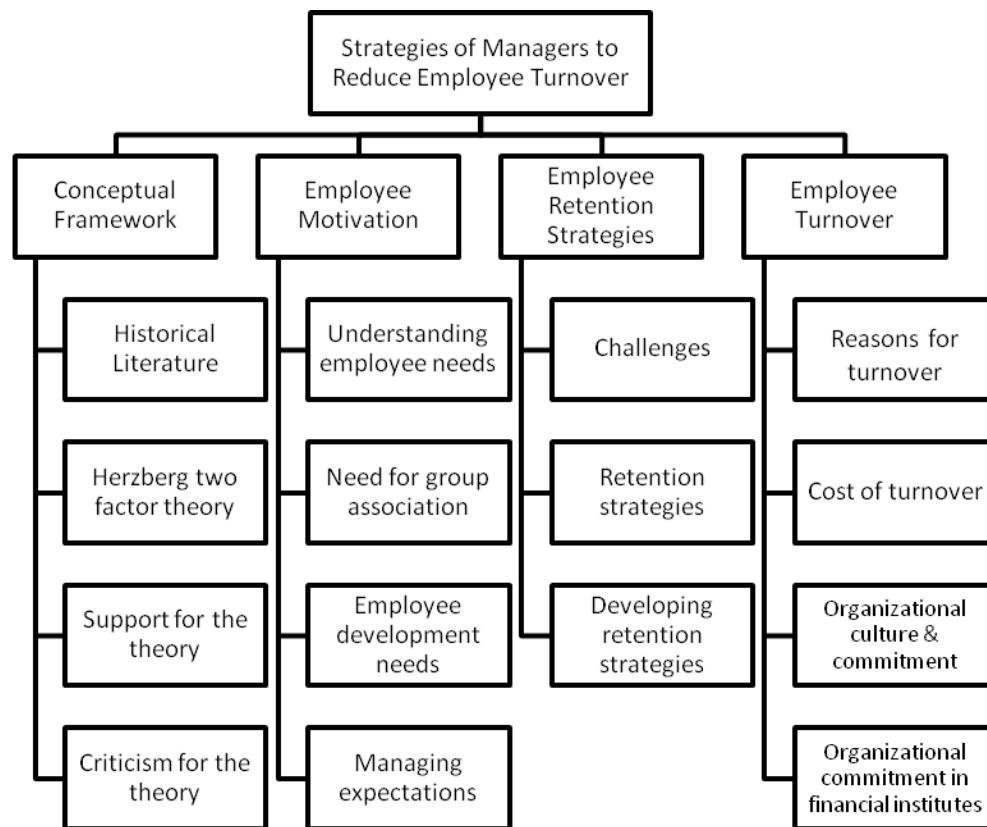 Strategies of Managers to
Reduce Employee Turnover
Conceptual
Framework
Historical
Literature
Herzberg two
factor theory
Support for the
theory
Criticism for the
theory
Employee
Motivation
Understanding
employee needs
Need for group
association
Employee
development
needs
Managing
expectations
Employee
Retention
Strategies
Challenges
Retention
strategies
Developing
retention
strategies
Employee
Turnover
Reasons for
turnover
Cost of turnover
Organizational
culture &
commitment
Organizational
commitment in
financial institutes